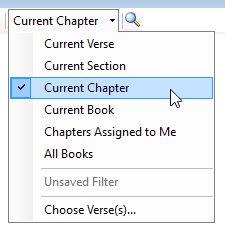 Current Chapter
Current Verse
Current Section
Current Chapter
Current Book
Chapters Assigned to Me
All Books
Unsaved Filter
Choose Verse(s)...